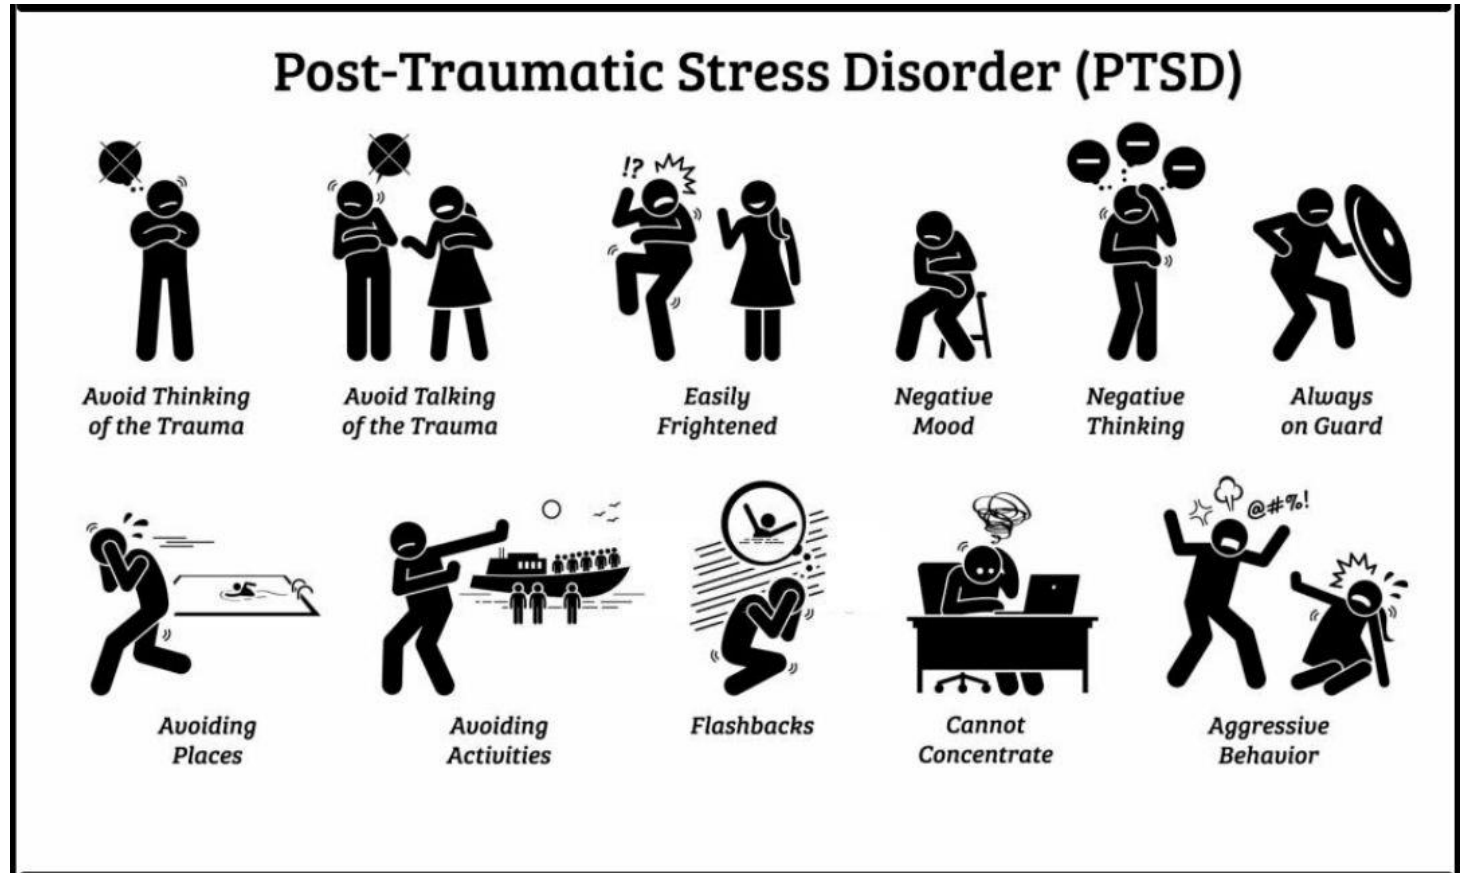 Post-Traumatic Stress Disorder (PTSD)
!?
Avoid Thinking
of the Trauma
Avoid Talking
of the Trauma
Easily
Frightened
Negative
Mood
Negative
Thinking
Always
on Guard
@#%!
Avoiding
Places
Avoiding
Activities
Flashbacks
Cannot
Concentrate
Aggressive
Behavior